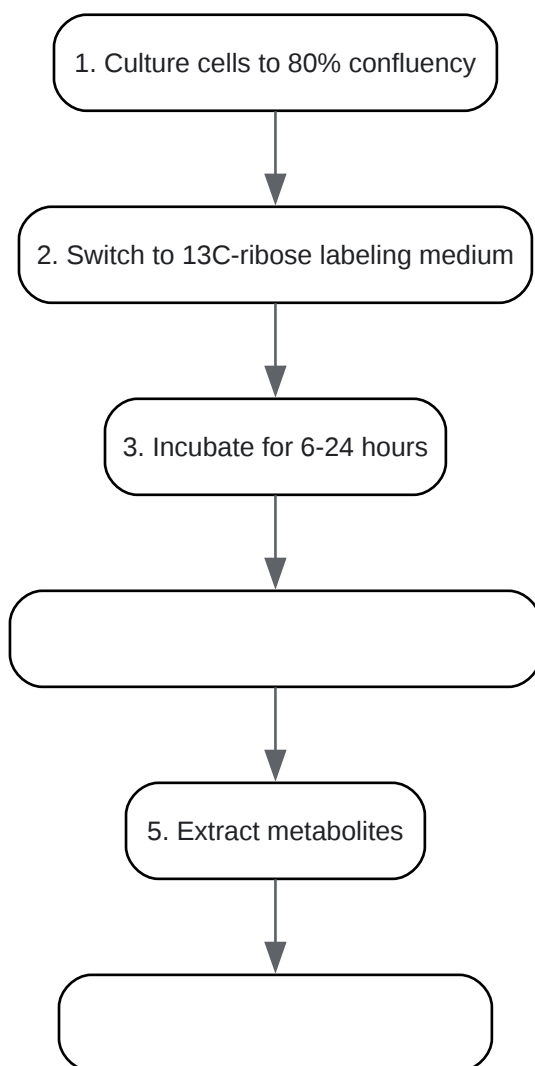 1. Culture cells to 80% confluency
2. Switch to 13C-ribose labeling medium
3. Incubate for 6-24 hours
5. Extract metabolites